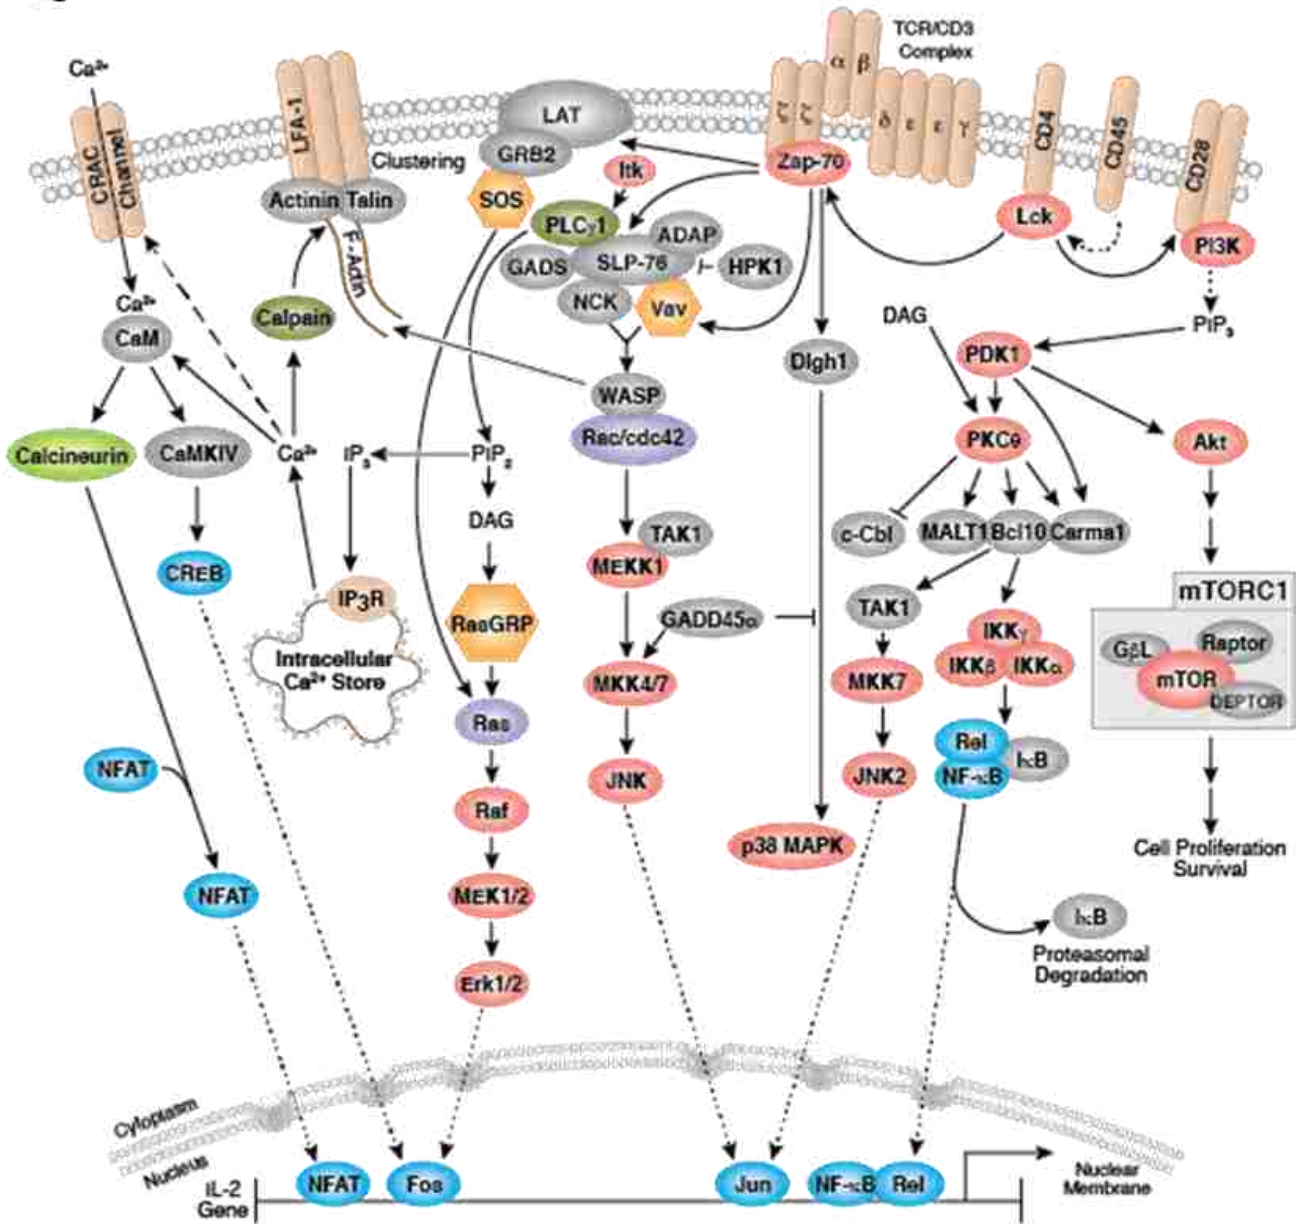 TCR/CD3
Complex
Ca²⁺
CRAC
Channel
LFA-1
Clustering
LAT
GRB2
SOS
Itk
α
β
ζ
ζ
δ
ε
ε
γ
Zap-70
CD4
CD45
CD28
Lck
PI3K
Actinin
Talin
F-Actin
PLCγ1
ADAP
GADS
SLP-76
HPK1
NCK
Vav
Ca²⁺
CaM
Calpain
Dlgh1
DAG
PDK1
PIP₃
WASP
Rac/cdc42
Calcineurin
CaMKIV
Ca²⁺
IP₃
PIP₂
PKCθ
Akt
DAG
TAK1
MEKK1
c-Cbl
MALT1
Bcl10
Carma1
CREB
IP3R
RasGRP
GADD45α
TAK1
mTORC1
Intracellular
Ca²⁺ Store
IKKγ
IKKβ
IKKα
GβL
Raptor
mTOR
DEPTOR
MKK4/7
MKK7
Ras
Rel
NF-κB
IκB
NFAT
JNK
JNK2
Raf
p38 MAPK
Cell Proliferation
Survival
NFAT
MEK1/2
IκB
Proteasomal
Degradation
Erk1/2
Cytoplasm
Nucleus
IL-2
Gene
NFAT
Fos
Jun
NF-κB
Rel
Nuclear
Membrane